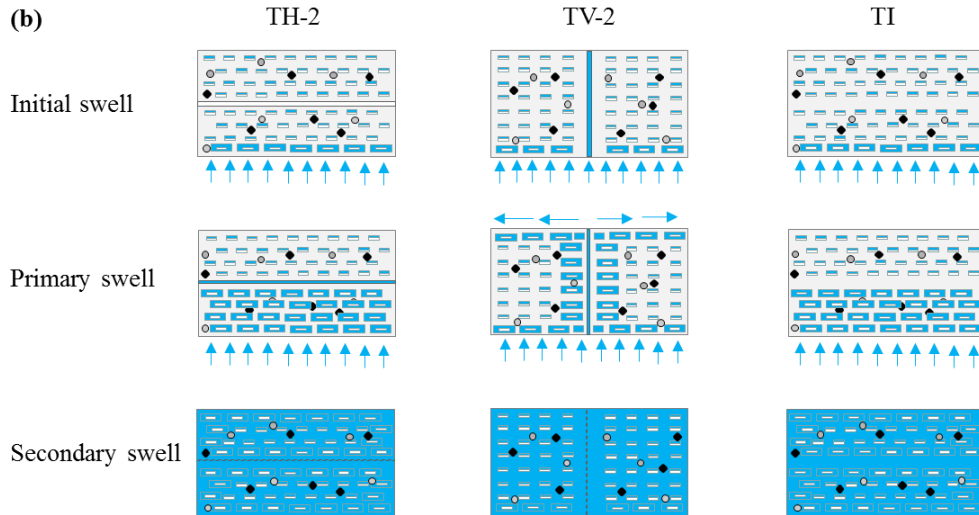 (b) TH-2 TV-2 TI
Initial swell
Primary swell
Secondary swell